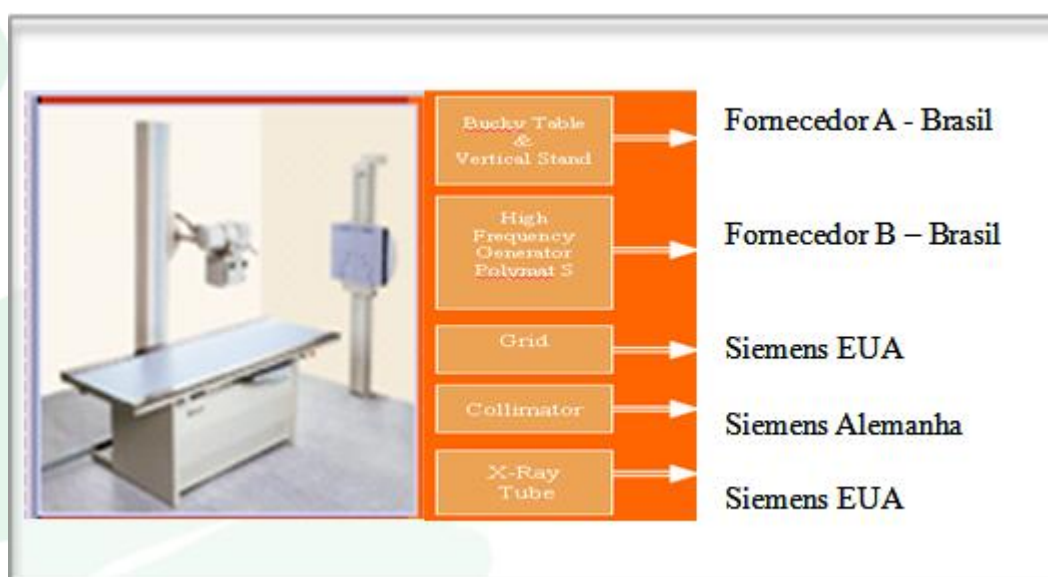 Bucky Table
&
Vertical Stand
Fornecedor A - Brasil
High
Frequency
Generator
Polymat S
Fornecedor B – Brasil
Grid
Siemens EUA
Collimator
Siemens Alemanha
X-Ray
Tube
Siemens EUA